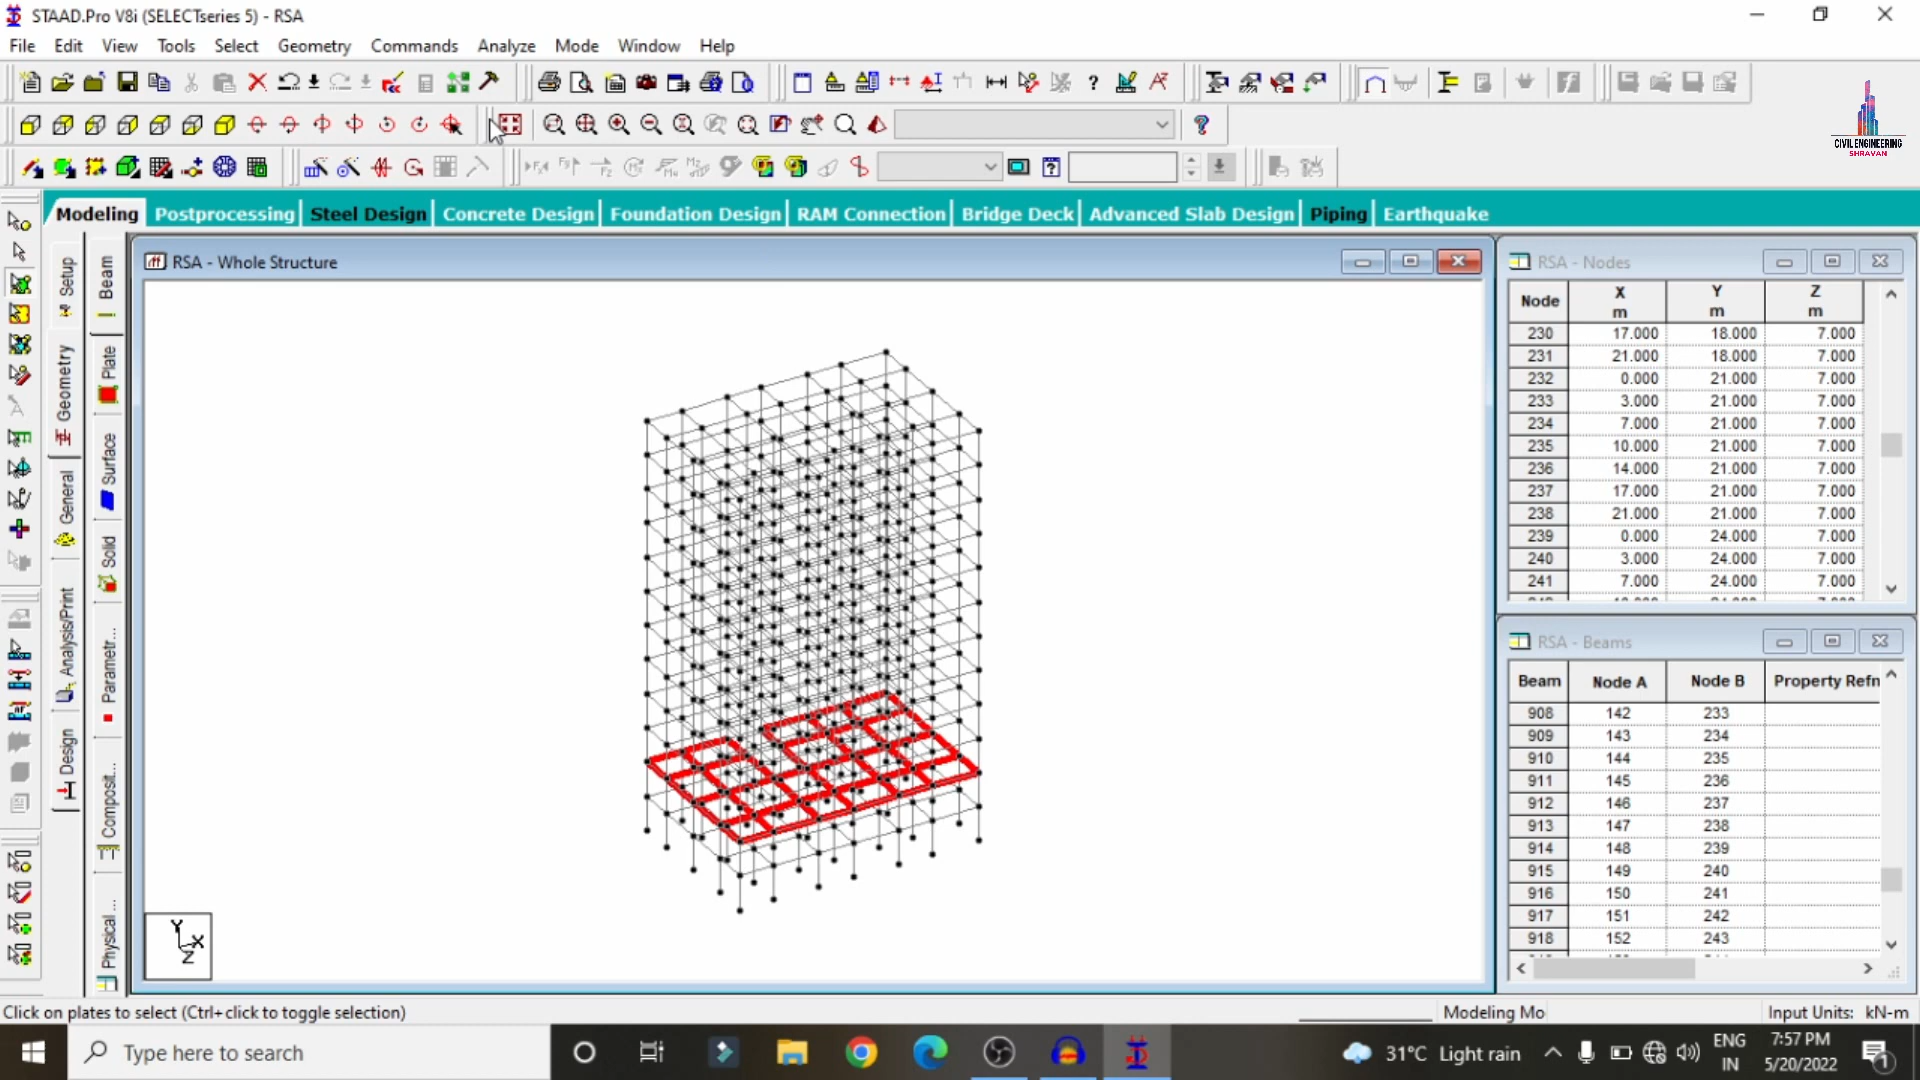 STAAD.Pro V8i (SELECTseries 5) - RSA
File Edit View Tools Select Geometry Commands Analyze Mode Window Help
CIVIL ENGINEERING
SHRAVAN
Modeling Postprocessing Steel Design Concrete Design Foundation Design RAM Connection Bridge Deck Advanced Slab Design Piping Earthquake
Setup
Geometry
General
Analysis/Print
Design
Beam
Plate
Surface
Solid
Parametr...
Composit...
Physical ...
RSA - Whole Structure
Y
X
Z
RSA - Nodes
Node X m Y m Z m
230 17.000 18.000 7.000
231 21.000 18.000 7.000
232 0.000 21.000 7.000
233 3.000 21.000 7.000
234 7.000 21.000 7.000
235 10.000 21.000 7.000
236 14.000 21.000 7.000
237 17.000 21.000 7.000
238 21.000 21.000 7.000
239 0.000 24.000 7.000
240 3.000 24.000 7.000
241 7.000 24.000 7.000
RSA - Beams
Beam Node A Node B Property Refn
908 142 233
909 143 234
910 144 235
911 145 236
912 146 237
913 147 238
914 148 239
915 149 240
916 150 241
917 151 242
918 152 243
Click on plates to select (Ctrl+click to toggle selection) Modeling Mo Input Units: kN-m
Type here to search
31°C Light rain
ENG
IN
7:57 PM
5/20/2022
1